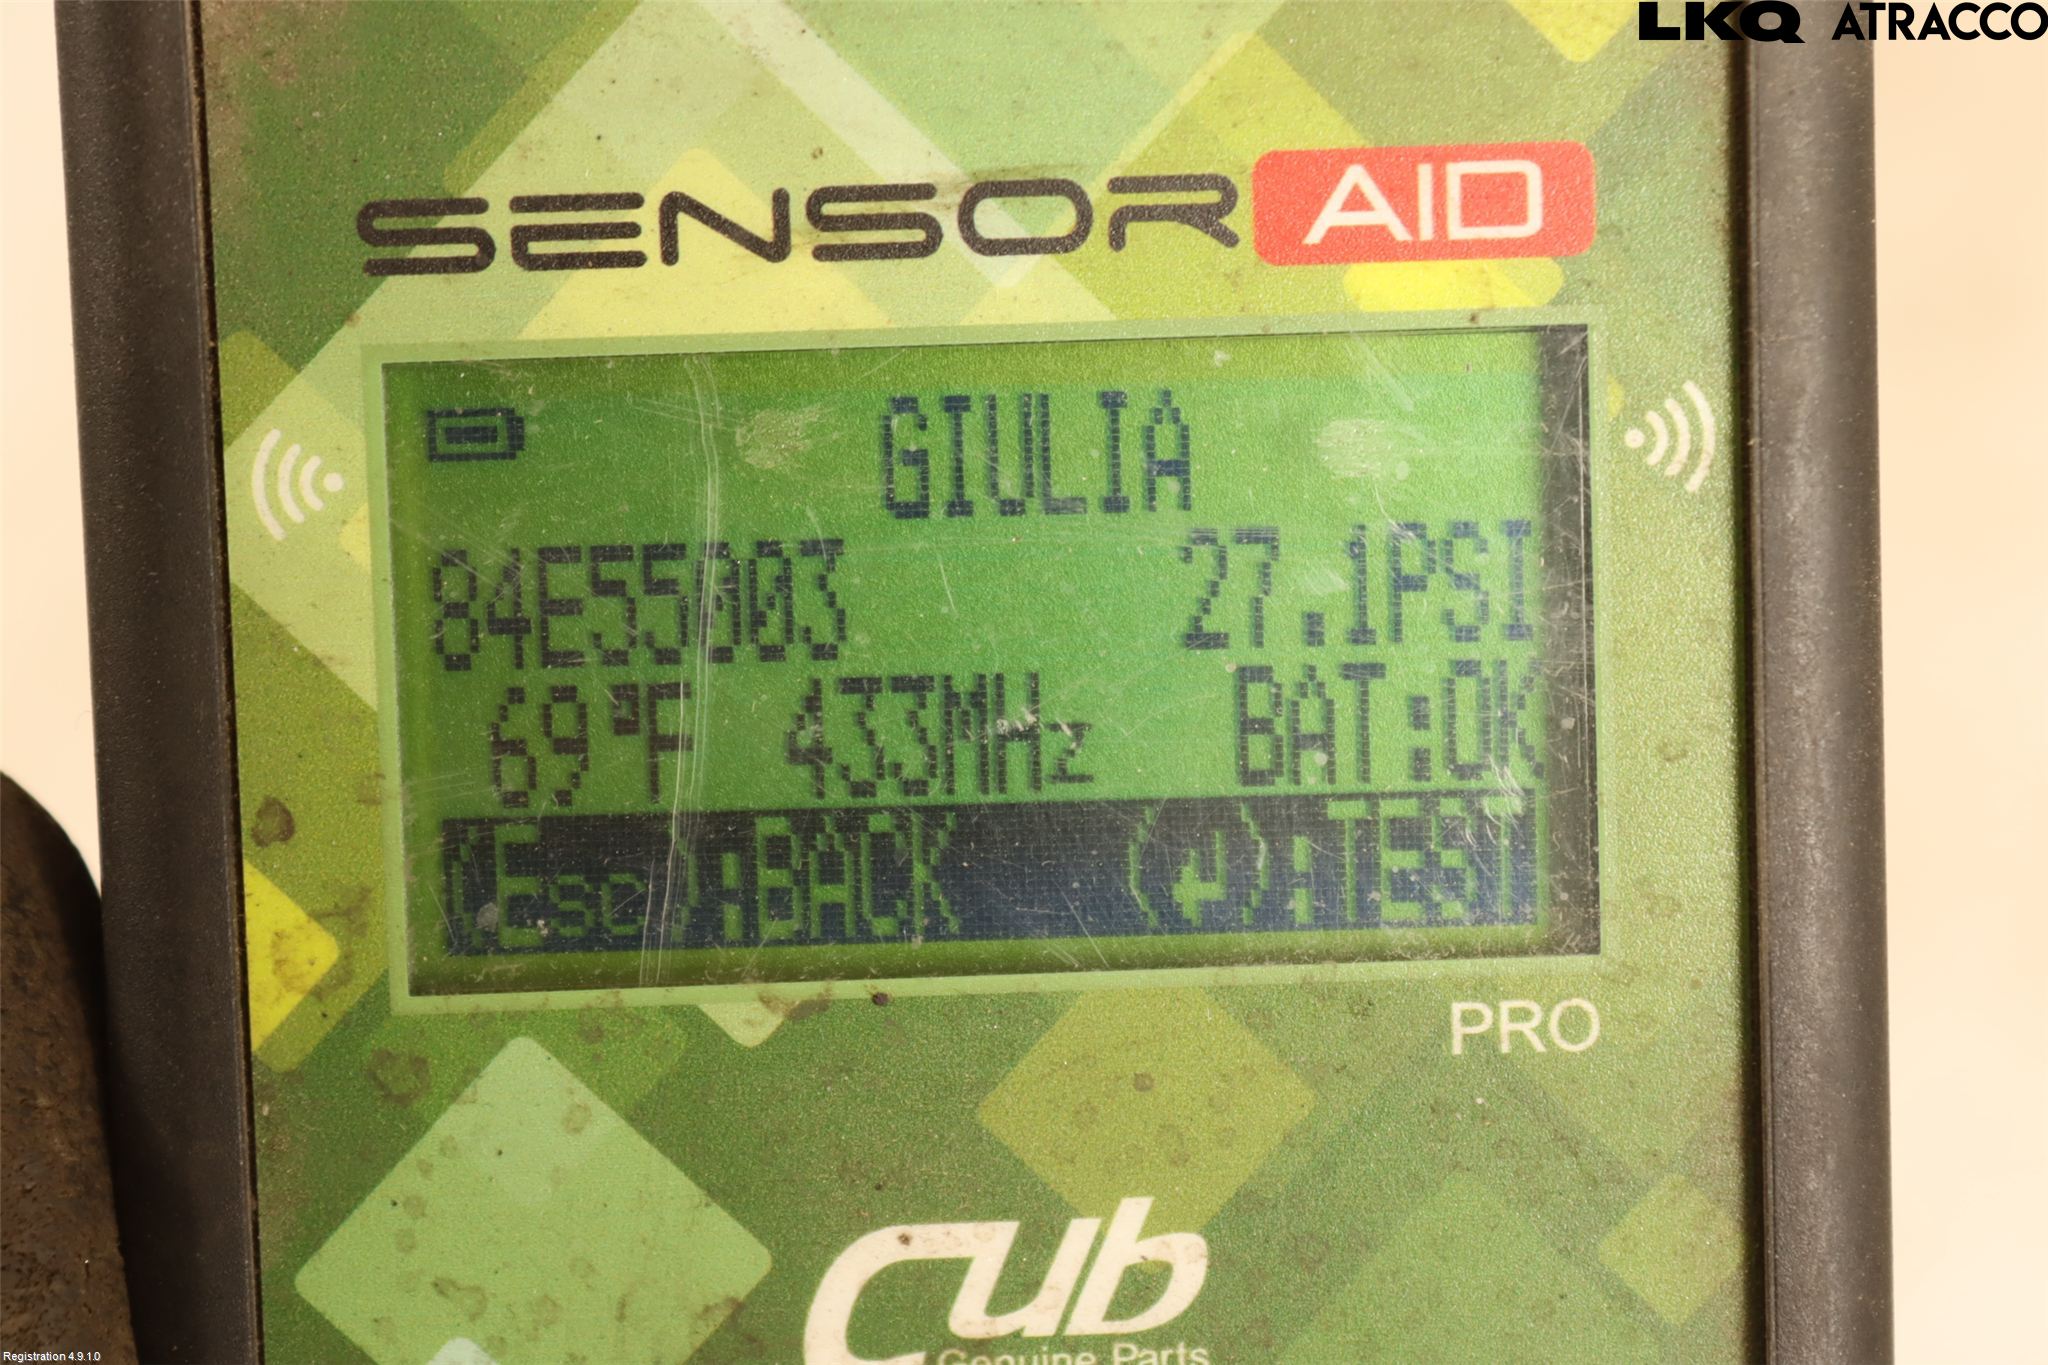 LKQ ATRACCO
SENSOR AID
GIULIA
84E55003 27.1PSI
69°F 433MHz BAT:OK
(Esc):BACK (↲):TEST
PRO
Cub
Genuine Parts
Registration 4.9.1.0